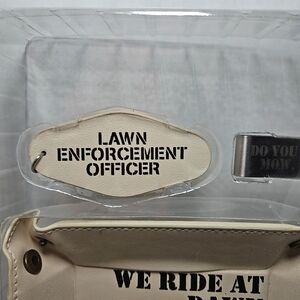 LAWN
ENFORCEMENT
OFFICER
DO YOU
MOW,
WE RIDE AT